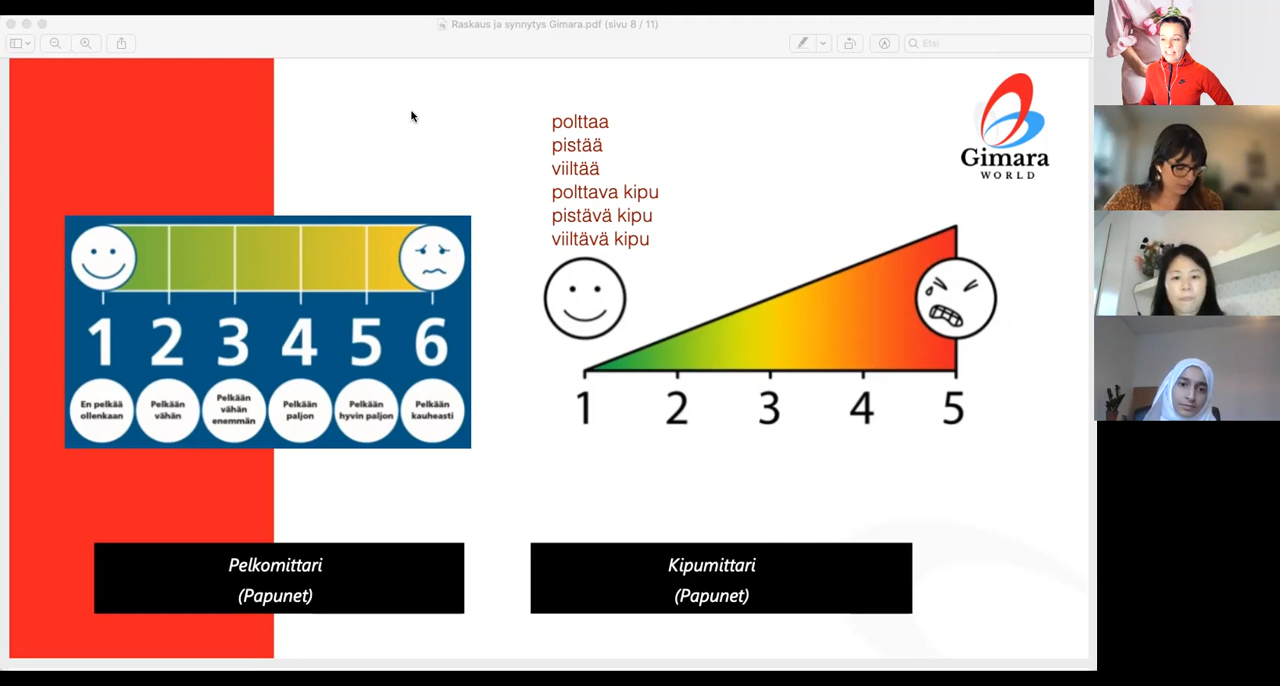 Raskaus ja synnytys Gimara.pdf (sivu 8 / 11)
Etsi
polttaa
pistää
viiltää
polttava kipu
pistävä kipu
viiltävä kipu
Gimara
WORLD
1 2 3 4 5 6
En pelkää ollenkaan
Pelkään vähän
Pelkään vähän enemmän
Pelkään paljon
Pelkään hyvin paljon
Pelkään kauheasti
1 2 3 4 5
Pelkomittari
(Papunet)
Kipumittari
(Papunet)